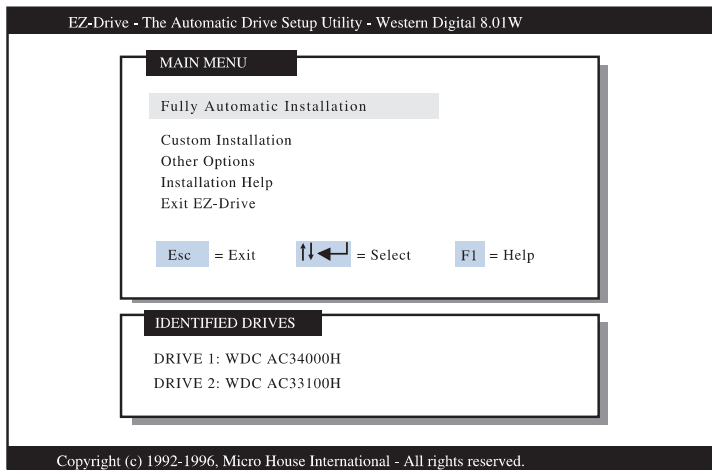 EZ-Drive - The Automatic Drive Setup Utility - Western Digital 8.01W
MAIN MENU
Fully Automatic Installation
Custom Installation
Other Options
Installation Help
Exit EZ-Drive
Esc = Exit ↑↓↵ = Select F1 = Help
IDENTIFIED DRIVES
DRIVE 1: WDC AC34000H
DRIVE 2: WDC AC33100H
Copyright (c) 1992-1996, Micro House International - All rights reserved.